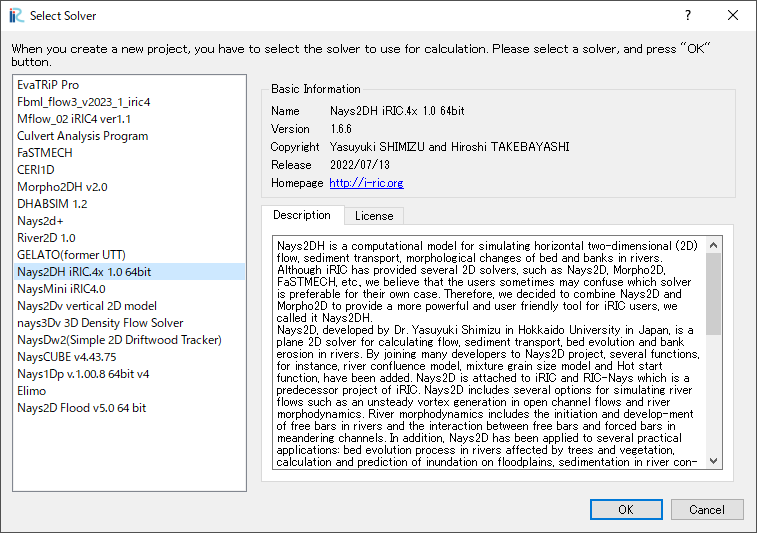 Select Solver
When you create a new project, you have to select the solver to use for calculation. Please select a solver, and press "OK"
button.
EvaTRiP Pro
Fbml_flow3_v2023_1_iric4
Mflow_02 iRIC4 ver1.1
Culvert Analysis Program
FaSTMECH
CERI1D
Morpho2DH v2.0
DHABSIM 1.2
Nays2d+
River2D 1.0
GELATO(former UTT)
Nays2DH iRIC.4x 1.0 64bit
NaysMini iRIC4.0
Nays2Dv vertical 2D model
nays3Dv 3D Density Flow Solver
NaysDw2(Simple 2D Driftwood Tracker)
NaysCUBE v4.43.75
Nays1Dp v.1.00.8 64bit v4
Elimo
Nays2D Flood v5.0 64 bit
Basic Information
Name Nays2DH iRIC.4x 1.0 64bit
Version 1.6.6
Copyright Yasuyuki SHIMIZU and Hiroshi TAKEBAYASHI
Release 2022/07/13
Homepage http://i-ric.org
Description License
Nays2DH is a computational model for simulating horizontal two-dimensional (2D)
flow, sediment transport, morphological changes of bed and banks in rivers.
Although iRIC has provided several 2D solvers, such as Nays2D, Morpho2D,
FaSTMECH, etc., we believe that the users sometimes may confuse which solver
is preferable for their own case. Therefore, we decided to combine Nays2D and
Morpho2D to provide a more powerful and user friendly tool for iRIC users, we
called it Nays2DH.
Nays2D, developed by Dr. Yasuyuki Shimizu in Hokkaido University in Japan, is a
plane 2D solver for calculating flow, sediment transport, bed evolution and bank
erosion in rivers. By joining many developers to Nays2D project, several functions,
for instance, river confluence model, mixture grain size model and Hot start
function, have been added. Nays2D is attached to iRIC and RIC-Nays which is a
predecessor project of iRIC. Nays2D includes several options for simulating river
flows such as an unsteady vortex generation in open channel flows and river
morphodynamics. River morphodynamics includes the initiation and develop-ment
of free bars in rivers and the interaction between free bars and forced bars in
meandering channels. In addition, Nays2D has been applied to several practical
applications: bed evolution process in rivers affected by trees and vegetation,
calculation and prediction of inundation on floodplains, sedimentation in river con-
OK Cancel